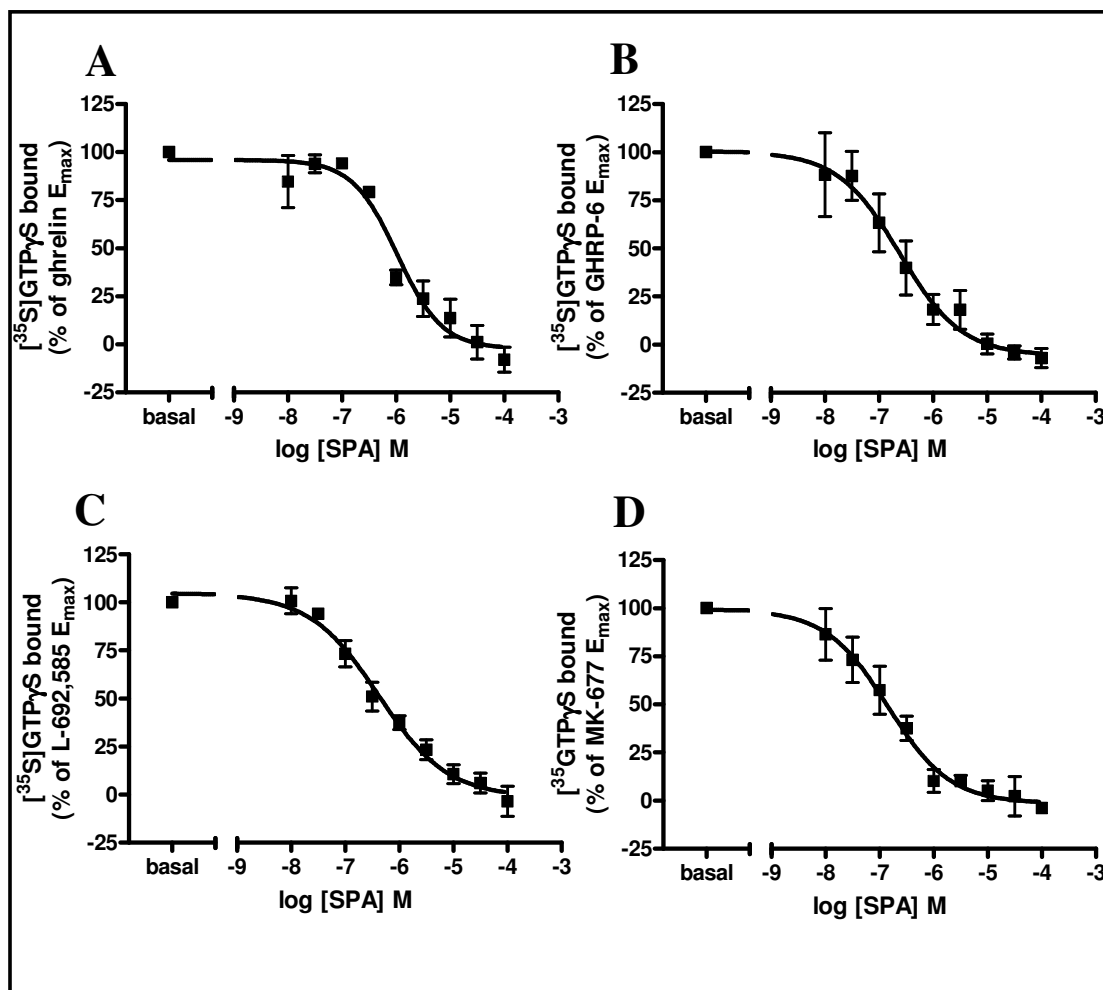 A
[³⁵S]GTPγS bound
(% of ghrelin Emax)
125
100
75
50
25
0
-25
basal
-9
-8
-7
-6
-5
-4
-3
log [SPA] M
B
[³⁵S]GTPγS bound
(% of GHRP-6 Emax)
125
100
75
50
25
0
-25
basal
-9
-8
-7
-6
-5
-4
-3
log [SPA] M
C
[³⁵S]GTPγS bound
(% of L-692,585 Emax)
125
100
75
50
25
0
-25
basal
-9
-8
-7
-6
-5
-4
-3
log [SPA] M
D
[³⁵GTPγS bound
(% of MK-677 Emax)
125
100
75
50
25
0
-25
basal
-9
-8
-7
-6
-5
-4
-3
log [SPA] M